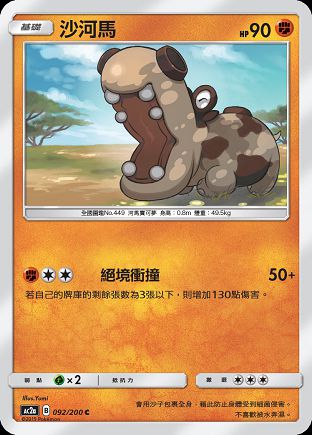 基礎 沙河馬 HP 90
全國圖鑑No.449 河馬寶可夢 身高:0.8m 體重:49.5kg
絕境衝撞 50+
若自己的牌庫的剩餘張數為3張以下,則增加130點傷害。
弱點 ×2 抵抗力 撤退
AC2a B 092/200 C
會用沙子包裹全身,藉此防止身體受到細菌侵害。
不喜歡被水弄濕。
Illus.Yumi
©2019 Pokémon